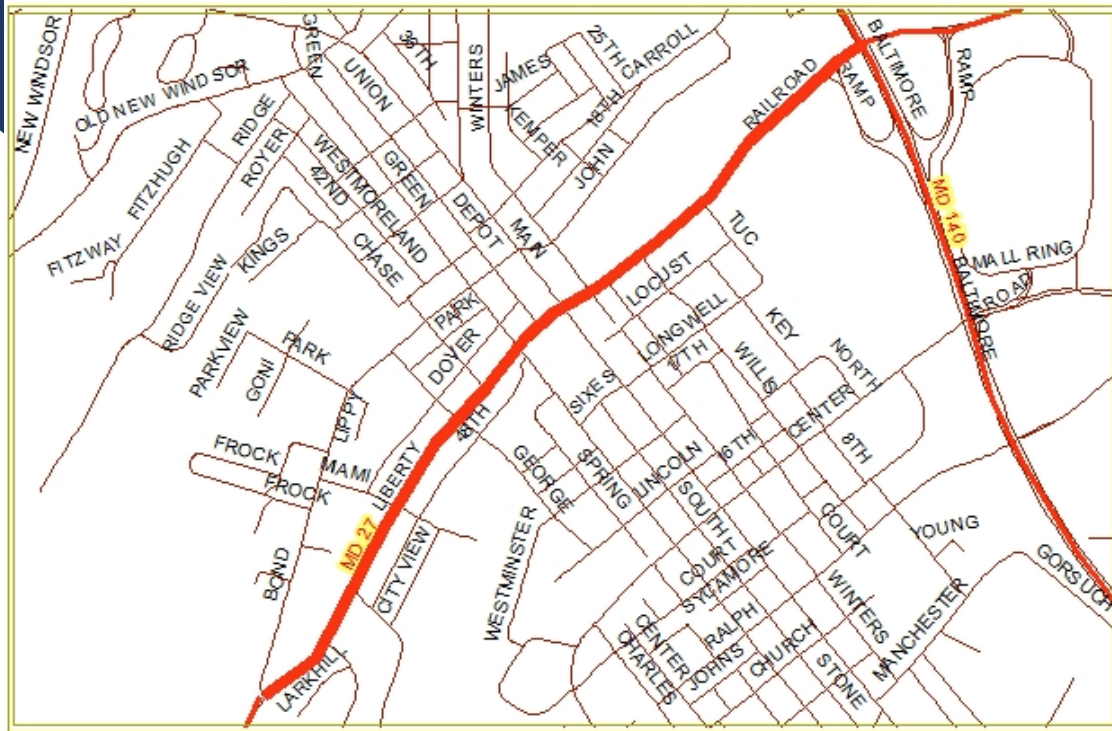 NEW WINDSOR
OLD NEW WINDSOR
GREEN
UNION
36TH
WINTERS
JAMES
25TH
CARROLL
KEMPER
18TH
JOHN
RAILROAD
RAMP
BALTIMORE
RAMP
FITZHUGH
RIDGE
ROYER
WESTMORELAND
42ND
GREEN
DEPOT
MAIN
CHASE
FITZWAY
KINGS
RIDGE VIEW
TUC
MD 140
MALL RING
ROAD
BALTIMORE
LOCUST
LONGWELL
17TH
KEY
WILLIS
NORTH
PARK
DOYER
PARKVIEW
GONI
PARK
SIXES
CENTER
8TH
LIPPY
48TH
FROCK
FROCK
MAMI
LIBERTY
GEORGE
SPRING
LINCOLN
16TH
SOUTH
COURT
YOUNG
GORSUCH
MD 27
BOND
CITY VIEW
WESTMINSTER
COURT
SYCAMORE
WINTERS
MANCHESTER
CENTER
CHARLES
RALPH
JOHNS
CHURCH
STONE
LARKHILL